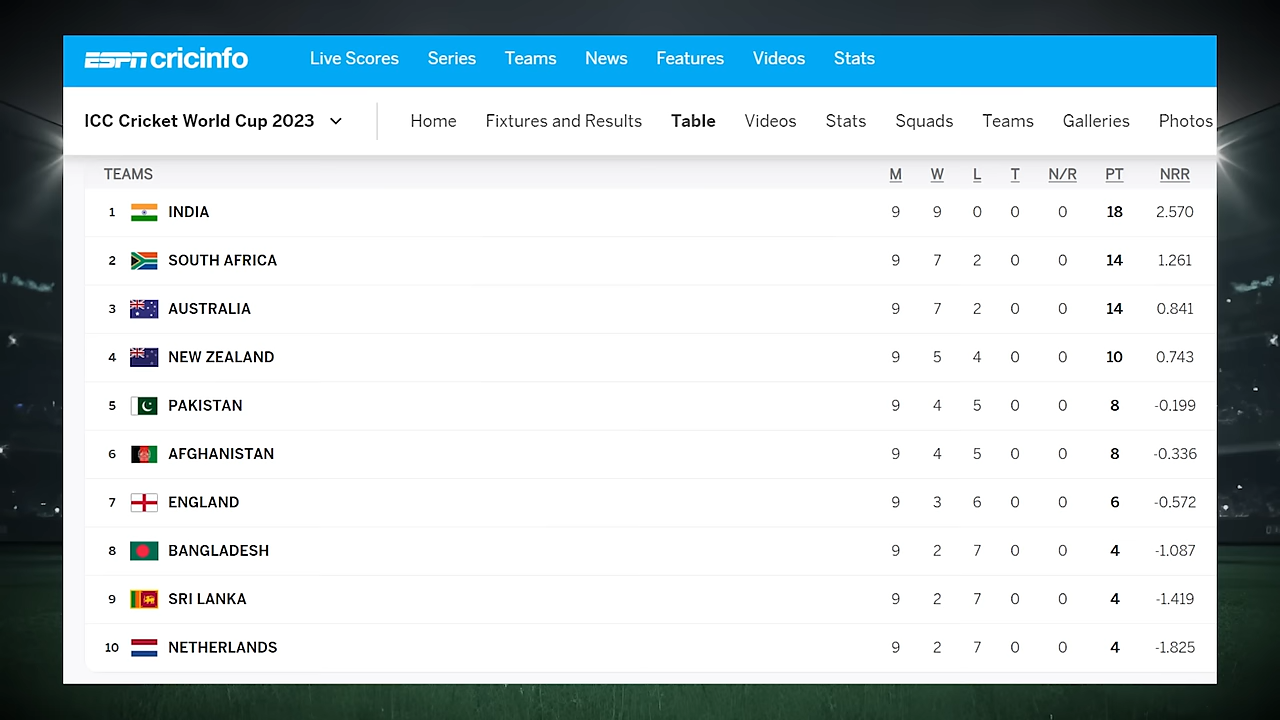 ESPN cricinfo Live Scores Series Teams News Features Videos Stats
ICC Cricket World Cup 2023 Home Fixtures and Results Table Videos Stats Squads Teams Galleries Photos
TEAMS M W L T N/R PT NRR
1 INDIA 9 9 0 0 0 18 2.570
2 SOUTH AFRICA 9 7 2 0 0 14 1.261
3 AUSTRALIA 9 7 2 0 0 14 0.841
4 NEW ZEALAND 9 5 4 0 0 10 0.743
5 PAKISTAN 9 4 5 0 0 8 -0.199
6 AFGHANISTAN 9 4 5 0 0 8 -0.336
7 ENGLAND 9 3 6 0 0 6 -0.572
8 BANGLADESH 9 2 7 0 0 4 -1.087
9 SRI LANKA 9 2 7 0 0 4 -1.419
10 NETHERLANDS 9 2 7 0 0 4 -1.825